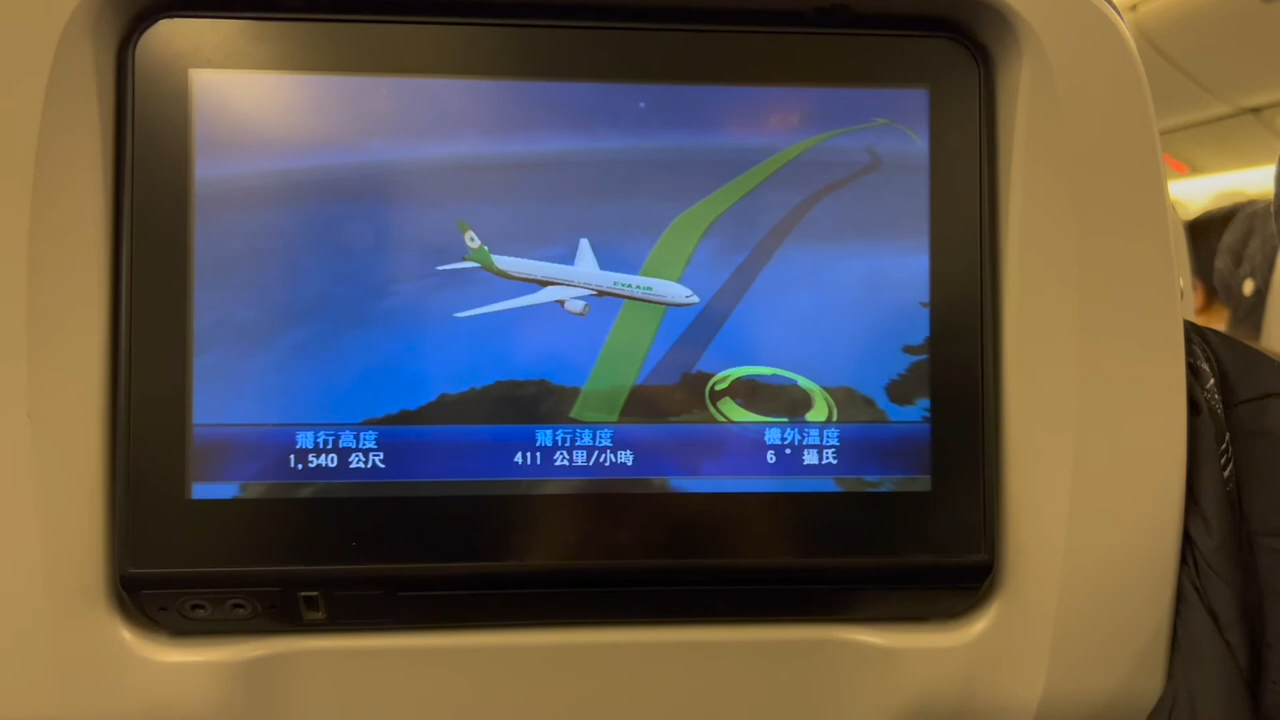 EVA AIR
飛行高度
1,540 公尺
飛行速度
411 公里/小時
機外溫度
6 ° 攝氏